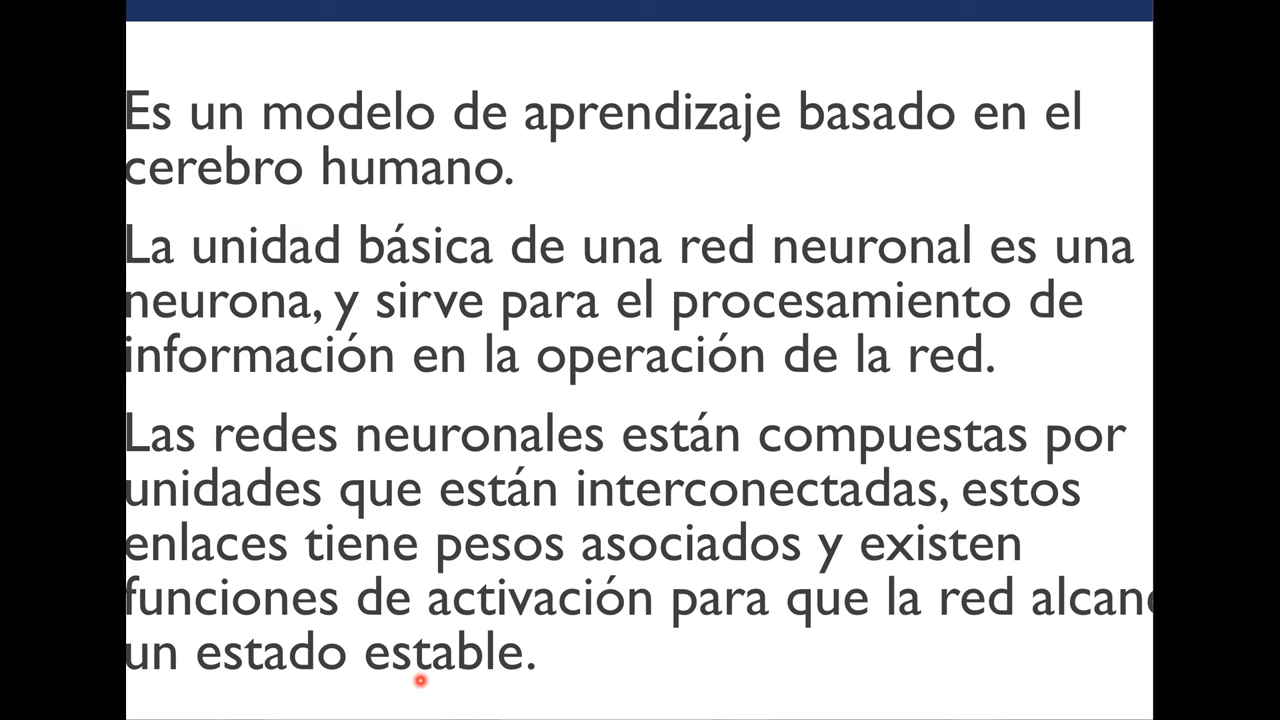 Es un modelo de aprendizaje basado en el
cerebro humano.
La unidad básica de una red neuronal es una
neurona, y sirve para el procesamiento de
información en la operación de la red.
Las redes neuronales están compuestas por
unidades que están interconectadas, estos
enlaces tiene pesos asociados y existen
funciones de activación para que la red
un estado estable.